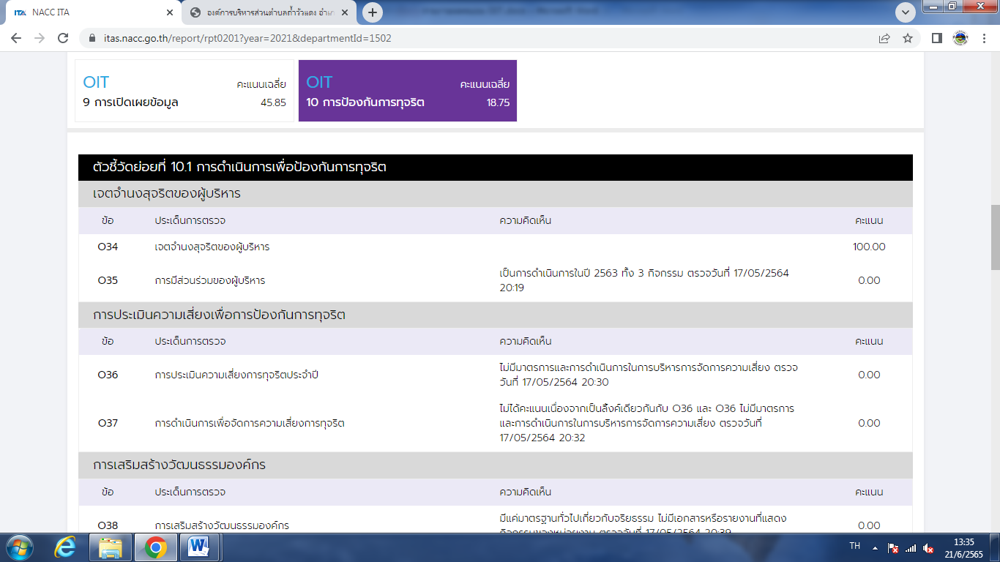 ITA NACC ITA
องค์การบริหารส่วนตำบลถ้ำวัวแดง อำเภ
itas.nacc.go.th/report/rpt0201?year=2021&departmentId=1502
OIT คะแนนเฉลี่ย
9 การเปิดเผยข้อมูล 45.85
OIT คะแนนเฉลี่ย
10 การป้องกันการทุจริต 18.75
ตัวชี้วัดย่อยที่ 10.1 การดำเนินการเพื่อป้องกันการทุจริต
เจตจำนงสุจริตของผู้บริหาร
ข้อ ประเด็นการตรวจ ความคิดเห็น คะแนน
O34 เจตจำนงสุจริตของผู้บริหาร 100.00
O35 การมีส่วนร่วมของผู้บริหาร เป็นการดำเนินการในปี 2563 ทั้ง 3 กิจกรรม ตรวจวันที่ 17/05/2564
20:19 0.00
การประเมินความเสี่ยงเพื่อการป้องกันการทุจริต
ข้อ ประเด็นการตรวจ ความคิดเห็น คะแนน
O36 การประเมินความเสี่ยงการทุจริตประจำปี ไม่มีมาตรการและการดำเนินการในการบริหารการจัดการความเสี่ยง ตรวจ
วันที่ 17/05/2564 20:30 0.00
ไม่ได้คะแนนเนื่องจากเป็นลิ้งค์เดียวกันกับ O36 และ O36 ไม่มีมาตรการ
O37 การดำเนินการเพื่อจัดการความเสี่ยงการทุจริต และการดำเนินการในการบริหารการจัดการความเสี่ยง ตรวจวันที่ 0.00
17/05/2564 20:32
การเสริมสร้างวัฒนธรรมองค์กร
ข้อ ประเด็นการตรวจ ความคิดเห็น คะแนน
O38 การเสริมสร้างวัฒนธรรมองค์กร มีแค่มาตรฐานทั่วไปเกี่ยวกับจริยธรรม ไม่มีเอกสารหรือรายงานที่แสดง
กิจกรรมของหน่วยงาน ตรวจวันที่ 17/05/2564 20:39 0.00
TH 13:35
21/6/2565